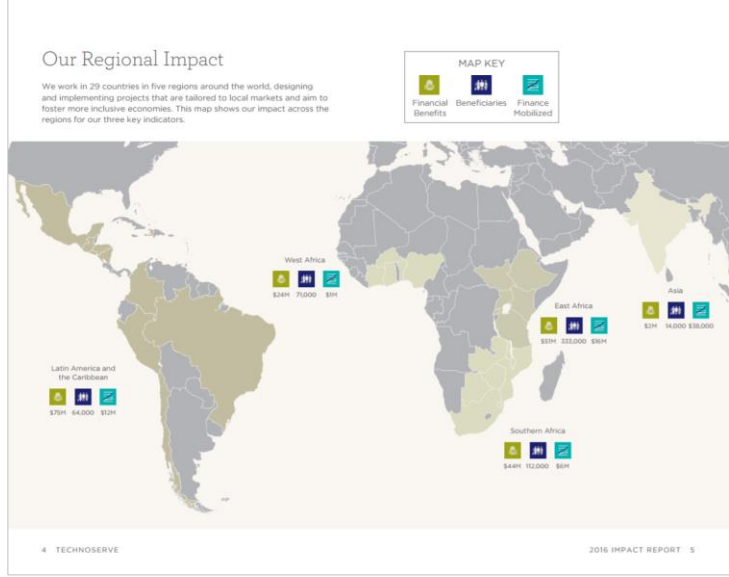 Our Regional Impact
We work in 29 countries in five regions around the world, designing
and implementing projects that are tailored to local markets and aim to
foster more inclusive economies. This map shows our impact across the
regions for our three key indicators.
MAP KEY
Financial Benefits
Beneficiaries
Finance Mobilized
West Africa
$24M 71,000 $1M
East Africa
$51M 333,000 $16M
Asia
$2M 14,000 $38,000
Latin America and
the Caribbean
$75M 64,000 $12M
Southern Africa
$44M 112,000 $6M
4 TECHNOSERVE
2016 IMPACT REPORT 5